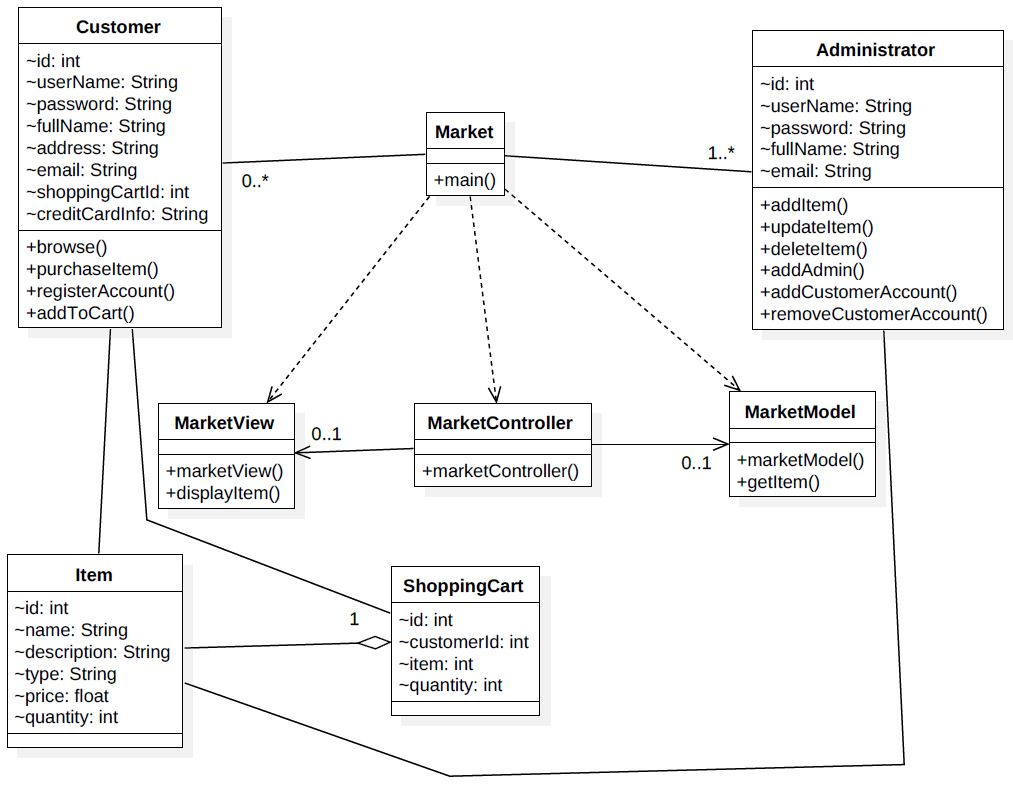 Customer
~id: int
~userName: String
~password: String
~fullName: String
~address: String
~email: String
~shoppingCartId: int
~creditCardInfo: String
+browse()
+purchaseItem()
+registerAccount()
+addToCart()
0..*
Market
+main()
1..*
Administrator
~id: int
~userName: String
~password: String
~fullName: String
~email: String
+addItem()
+updateItem()
+deleteItem()
+addAdmin()
+addCustomerAccount()
+removeCustomerAccount()
MarketView
+marketView()
+displayItem()
0..1
MarketController
+marketController()
0..1
MarketModel
+marketModel()
+getItem()
Item
~id: int
~name: String
~description: String
~type: String
~price: float
~quantity: int
1
ShoppingCart
~id: int
~customerId: int
~item: int
~quantity: int